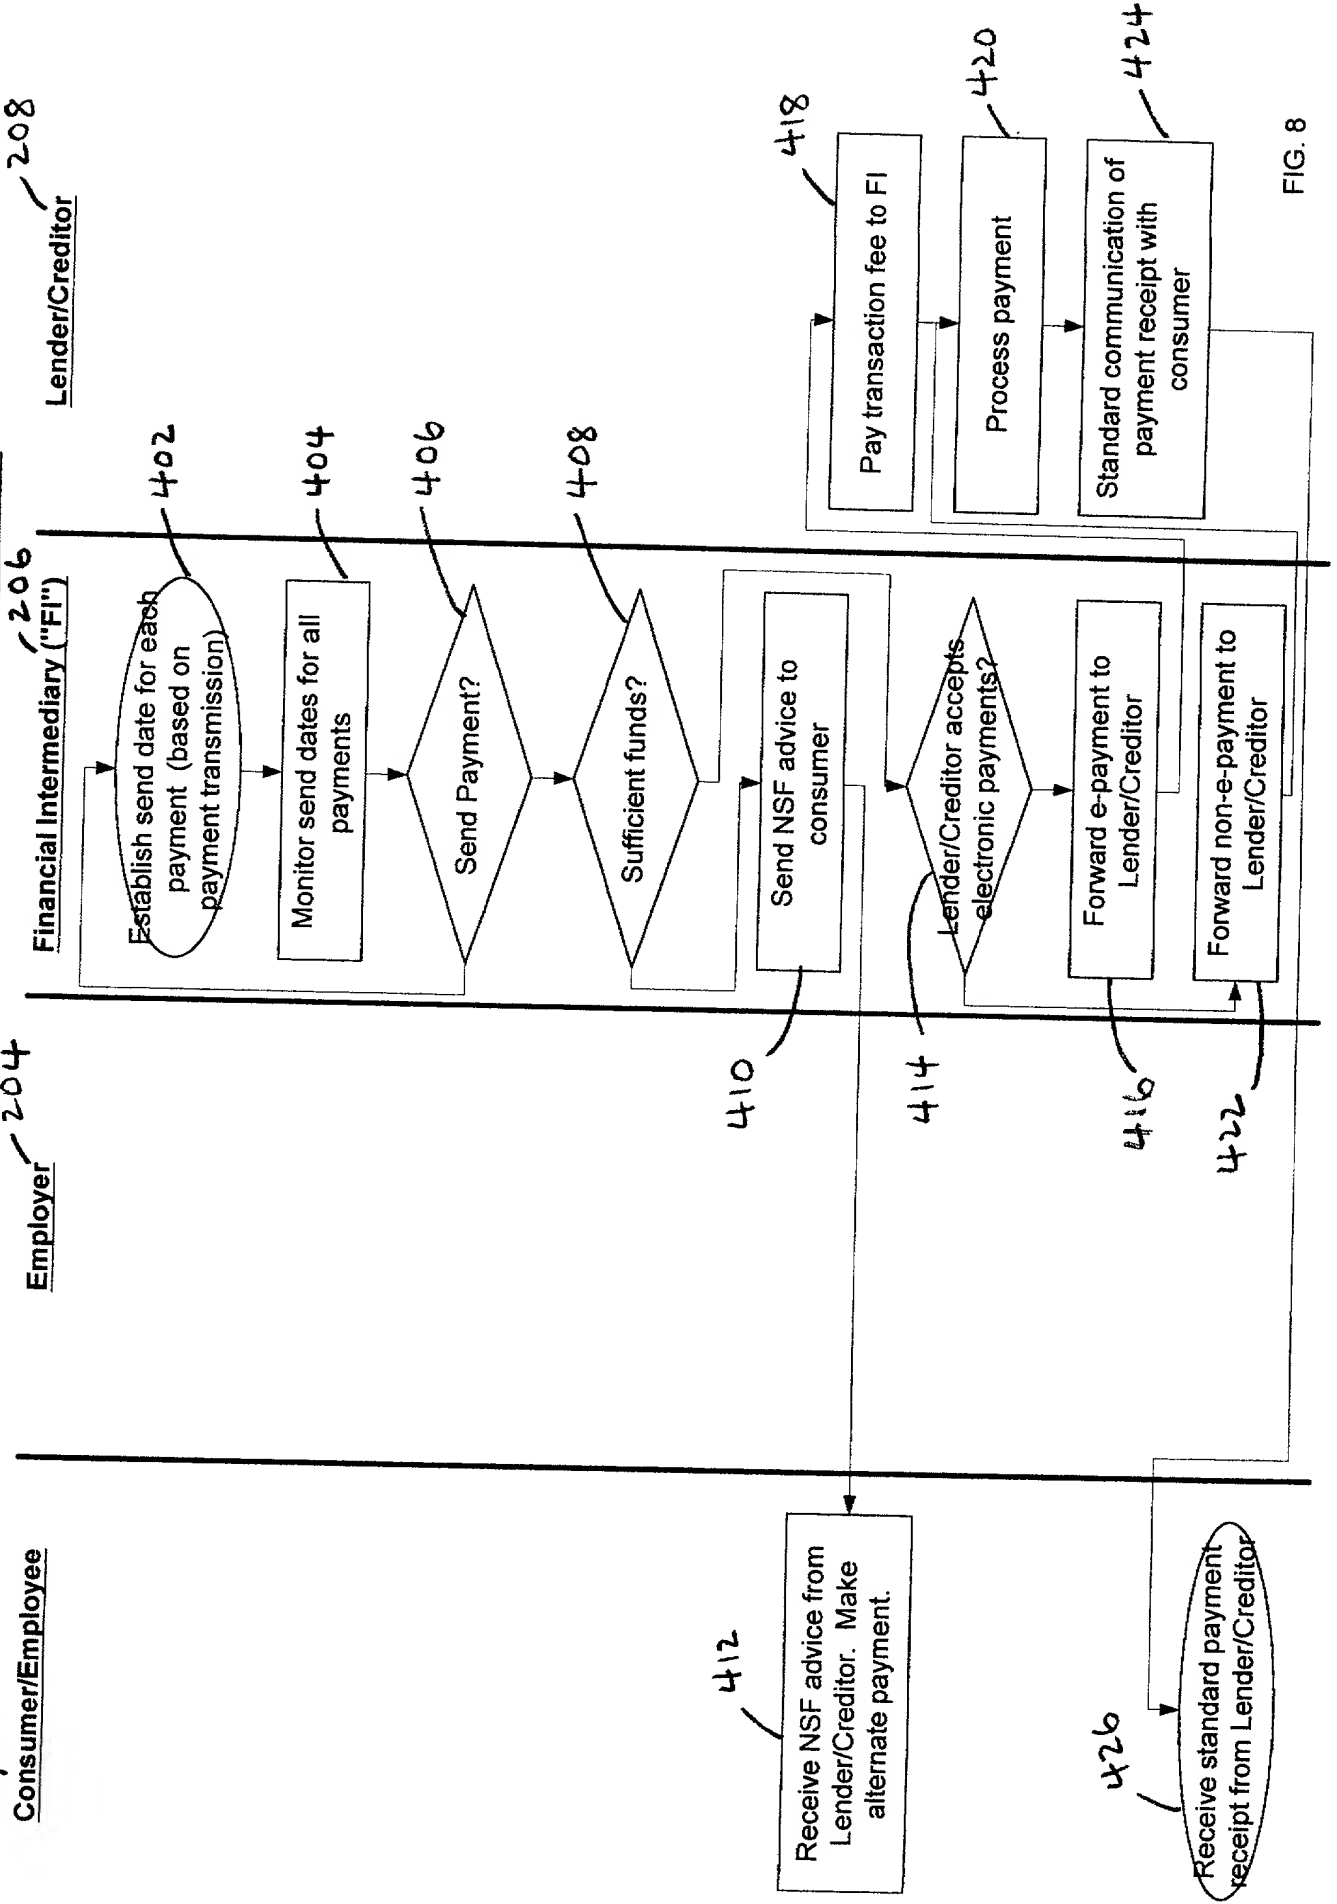 Consumer/Employee
Employer
204
Financial Intermediary ("FI")
206
Lender/Creditor
208
Establish send date for each
payment (based on
payment transmission)
402
Monitor send dates for all
payments
404
Send Payment?
406
Sufficient funds?
408
Send NSF advice to
consumer
410
Receive NSF advice from
Lender/Creditor. Make
alternate payment.
412
Lender/Creditor accepts
electronic payments?
414
Forward e-payment to
Lender/Creditor
416
Pay transaction fee to FI
418
Process payment
420
Forward non-e-payment to
Lender/Creditor
422
Standard communication of
payment receipt with
consumer
424
Receive standard payment
receipt from Lender/Creditor
426
FIG. 8